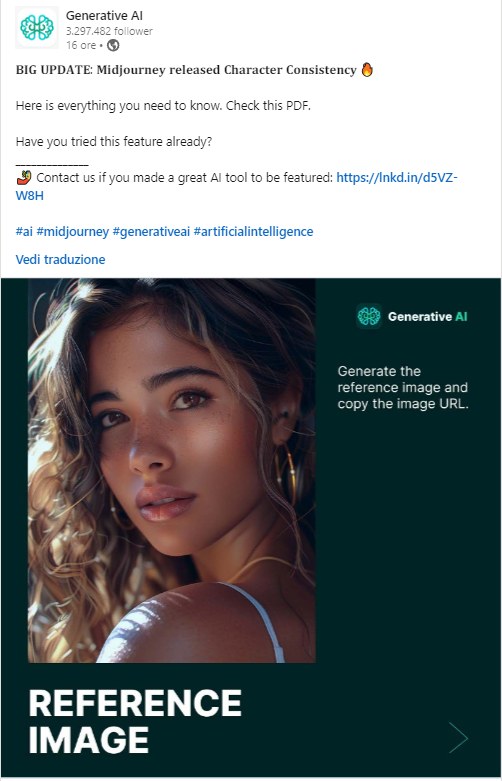 Generative AI
3.297.482 follower
16 ore •
BIG UPDATE: Midjourney released Character Consistency 🔥
Here is everything you need to know. Check this PDF.
Have you tried this feature already?
______________
🤳 Contact us if you made a great AI tool to be featured: https://lnkd.in/d5VZ-
W8H
#ai #midjourney #generativeai #artificialintelligence
Vedi traduzione
Generative AI
Generate the
reference image and
copy the image URL.
REFERENCE
IMAGE